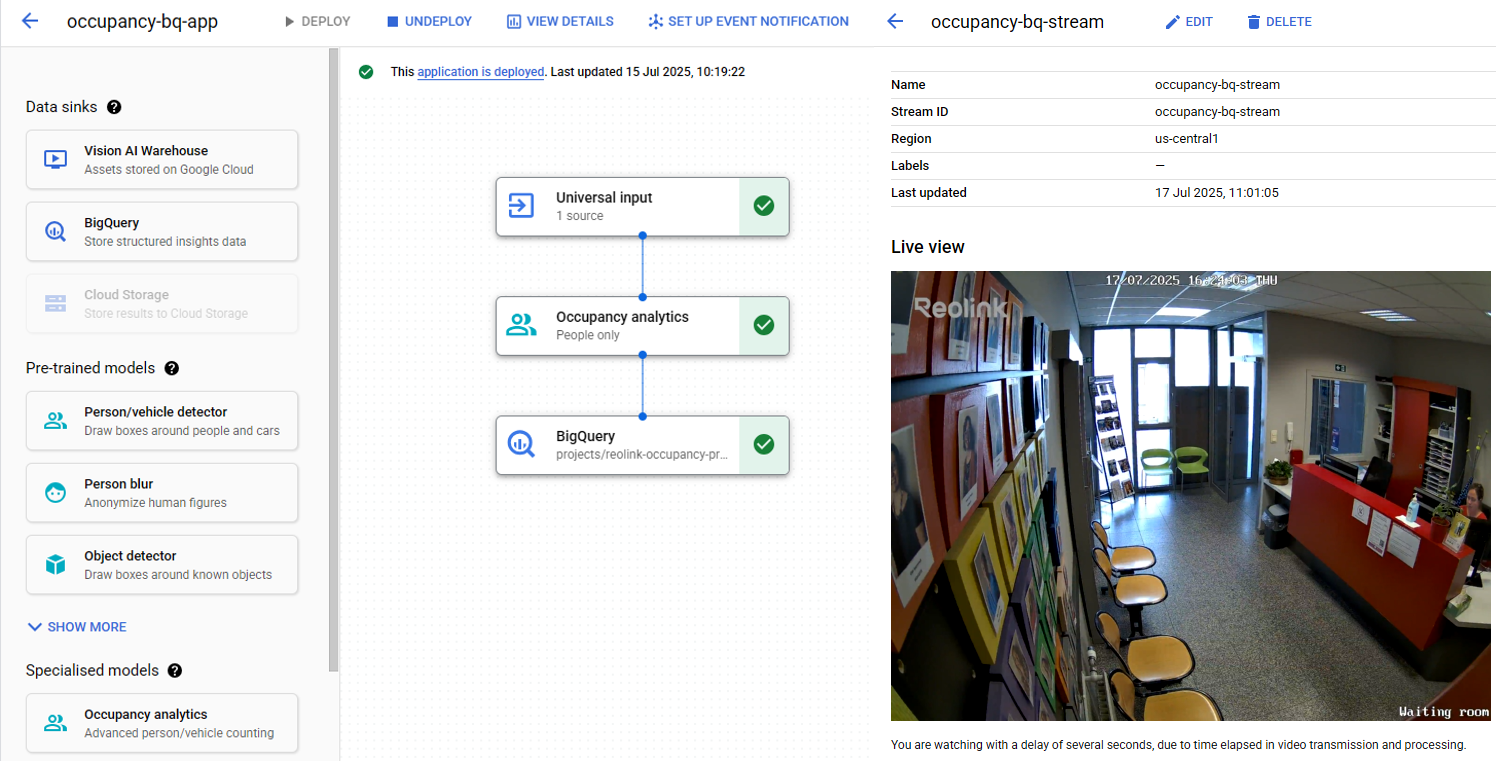 occupancy-bq-app
DEPLOY
UNDEPLOY
VIEW DETAILS
SET UP EVENT NOTIFICATION
Data sinks
Vision AI Warehouse
Assets stored on Google Cloud
BigQuery
Store structured insights data
Cloud Storage
Store results to Cloud Storage
Pre-trained models
Person/vehicle detector
Draw boxes around people and cars
Person blur
Anonymize human figures
Object detector
Draw boxes around known objects
SHOW MORE
Specialised models
Occupancy analytics
Advanced person/vehicle counting
This application is deployed. Last updated 15 Jul 2025, 10:19:22
Universal input
1 source
Occupancy analytics
People only
BigQuery
projects/reolink-occupancy-pr...
occupancy-bq-stream
EDIT
DELETE
Name occupancy-bq-stream
Stream ID occupancy-bq-stream
Region us-central1
Labels —
Last updated 17 Jul 2025, 11:01:05
Live view
17/07/2025 16:24:03 THU
Reolink
Waiting room
You are watching with a delay of several seconds, due to time elapsed in video transmission and processing.